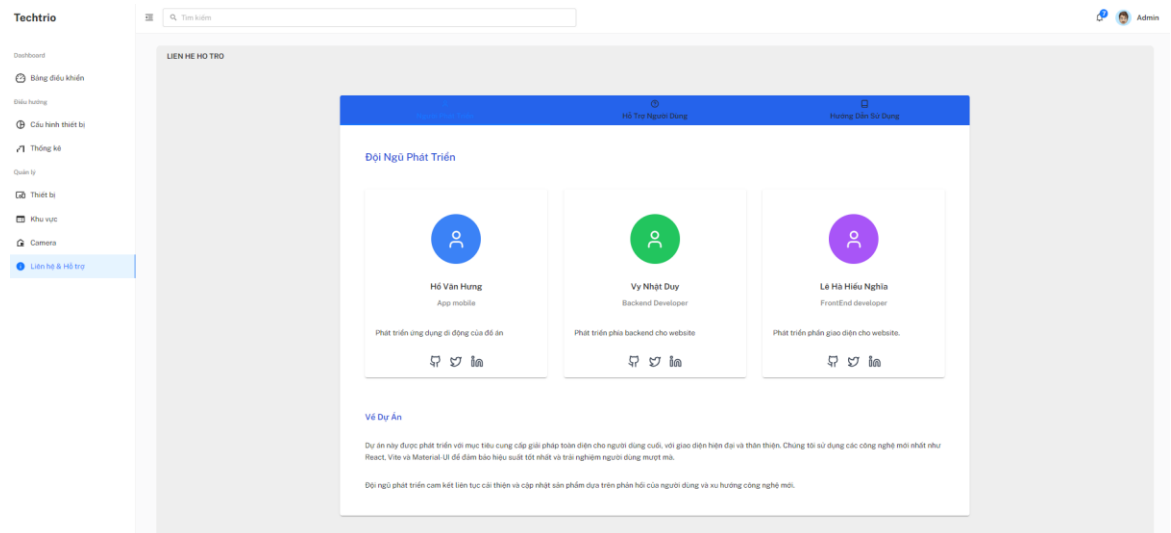 Techtrio
Tìm kiếm
7
Admin
Dashboard
Bảng điều khiển
Điều hướng
Cấu hình thiết bị
Thống kê
Quản lý
Thiết bị
Khu vực
Camera
Liên hệ & Hỗ trợ
LIEN HE HO TRO
Hỗ Trợ Người Dùng
Hướng Dẫn Sử Dụng
Đội Ngũ Phát Triển
Hồ Văn Hưng
App mobile
Phát triển ứng dụng di động của đồ án
Vy Nhật Duy
Backend Developer
Phát triển phía backend cho website
Lê Hà Hiếu Nghĩa
FrontEnd developer
Phát triển phần giao diện cho website.
Về Dự Án
Dự án này được phát triển với mục tiêu cung cấp giải pháp toàn diện cho người dùng cuối, với giao diện hiện đại và thân thiện. Chúng tôi sử dụng các công nghệ mới nhất như
React, Vite và Material-UI để đảm bảo hiệu suất tốt nhất và trải nghiệm người dùng mượt mà.
Đội ngũ phát triển cam kết liên tục cải thiện và cập nhật sản phẩm dựa trên phản hồi của người dùng và xu hướng công nghệ mới.